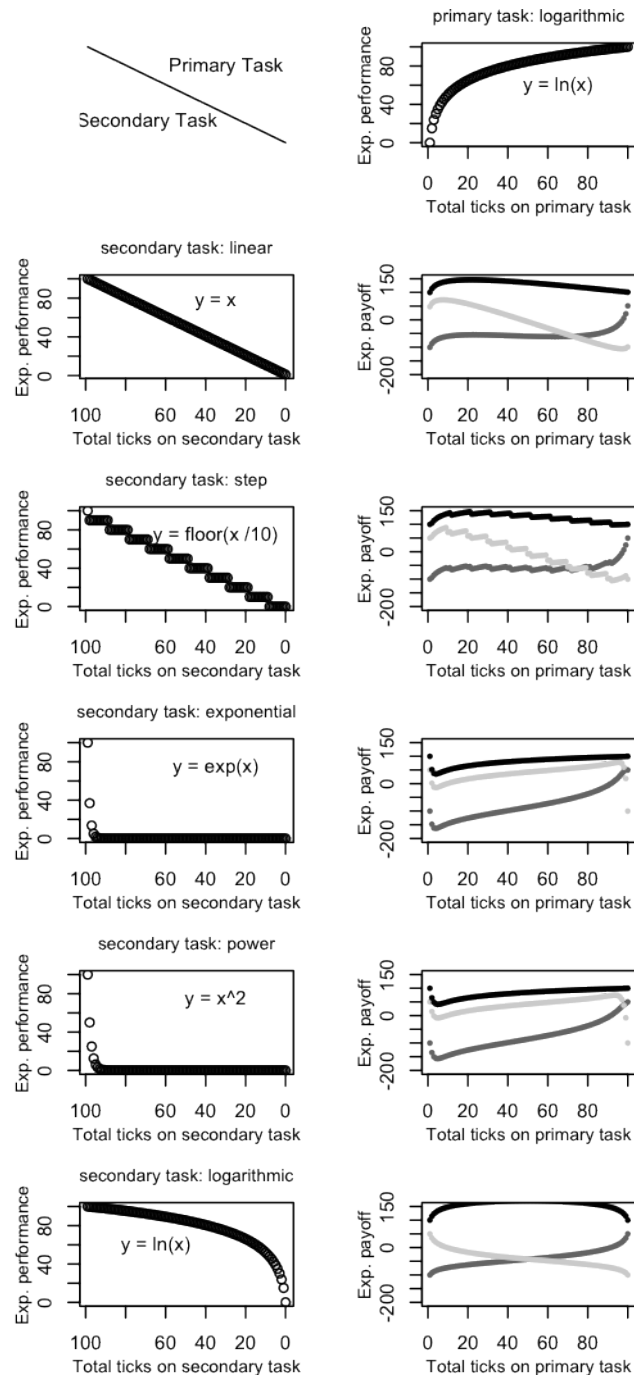 primary task: logarithmic
Primary Task
Secondary Task
Exp. performance
0 40 80
y = ln(x)
0 20 40 60 80
Total ticks on primary task
secondary task: linear
Exp. performance
0 40 80
y = x
100 60 40 20 0
Total ticks on secondary task
Exp. payoff
-200 0 150
0 20 40 60 80
Total ticks on primary task
secondary task: step
Exp. performance
0 40 80
y = floor(x /10)
100 60 40 20 0
Total ticks on secondary task
Exp. payoff
-200 0 150
0 20 40 60 80
Total ticks on primary task
secondary task: exponential
Exp. performance
0 40 80
y = exp(x)
100 60 40 20 0
Total ticks on secondary task
Exp. payoff
-200 0 150
0 20 40 60 80
Total ticks on primary task
secondary task: power
Exp. performance
0 40 80
y = x^2
100 60 40 20 0
Total ticks on secondary task
Exp. payoff
-200 0 150
0 20 40 60 80
Total ticks on primary task
secondary task: logarithmic
Exp. performance
0 40 80
y = ln(x)
100 60 40 20 0
Total ticks on secondary task
Exp. payoff
-200 0 150
0 20 40 60 80
Total ticks on primary task